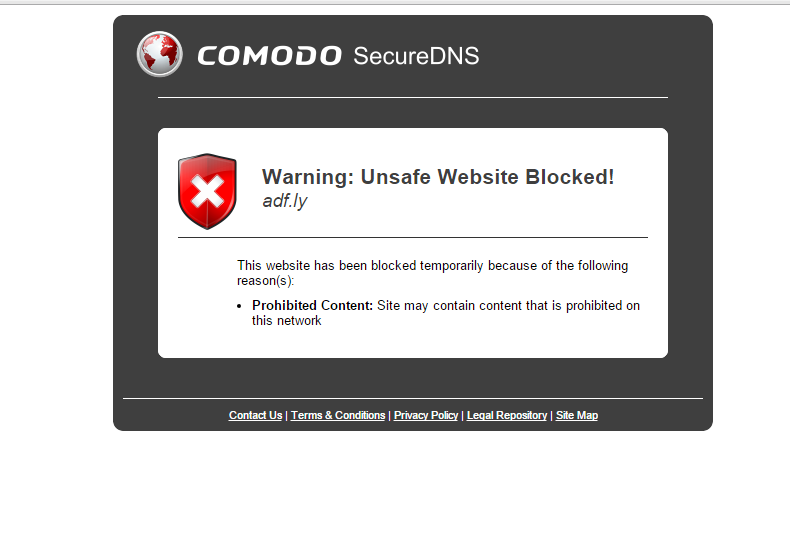 COMODO SecureDNS
Warning: Unsafe Website Blocked!
adf.ly
This website has been blocked temporarily because of the following
reason(s):
• Prohibited Content: Site may contain content that is prohibited on
this network
Contact Us | Terms & Conditions | Privacy Policy | Legal Repository | Site Map